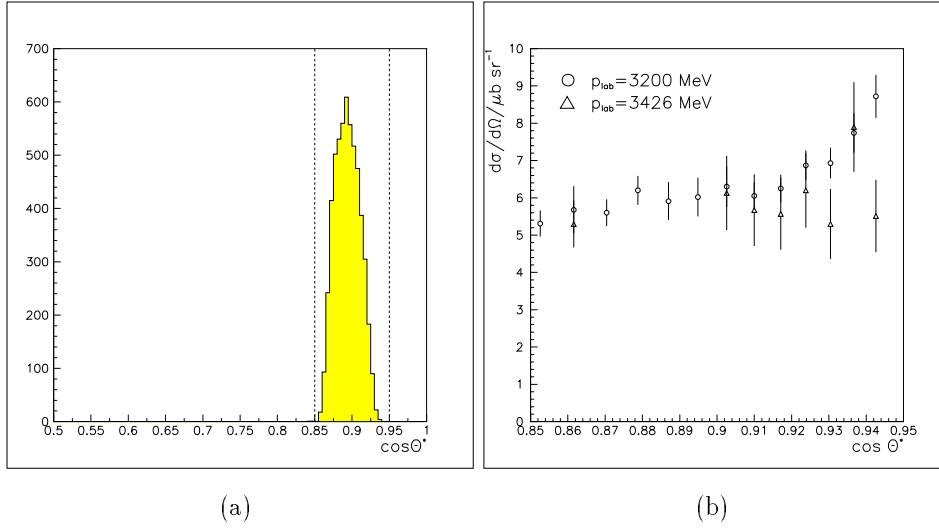 700
600
500
400
300
200
100
0
0.5 0.55 0.6 0.65 0.7 0.75 0.8 0.85 0.9 0.95 1
cosΘ*
(a)
dσ/dΩ/μb sr⁻¹
10
9
8
7
6
5
4
3
2
1
0
p_lab=3200 MeV
p_lab=3426 MeV
0.85 0.86 0.87 0.88 0.89 0.9 0.91 0.92 0.93 0.94 0.95
cos Θ*
(b)